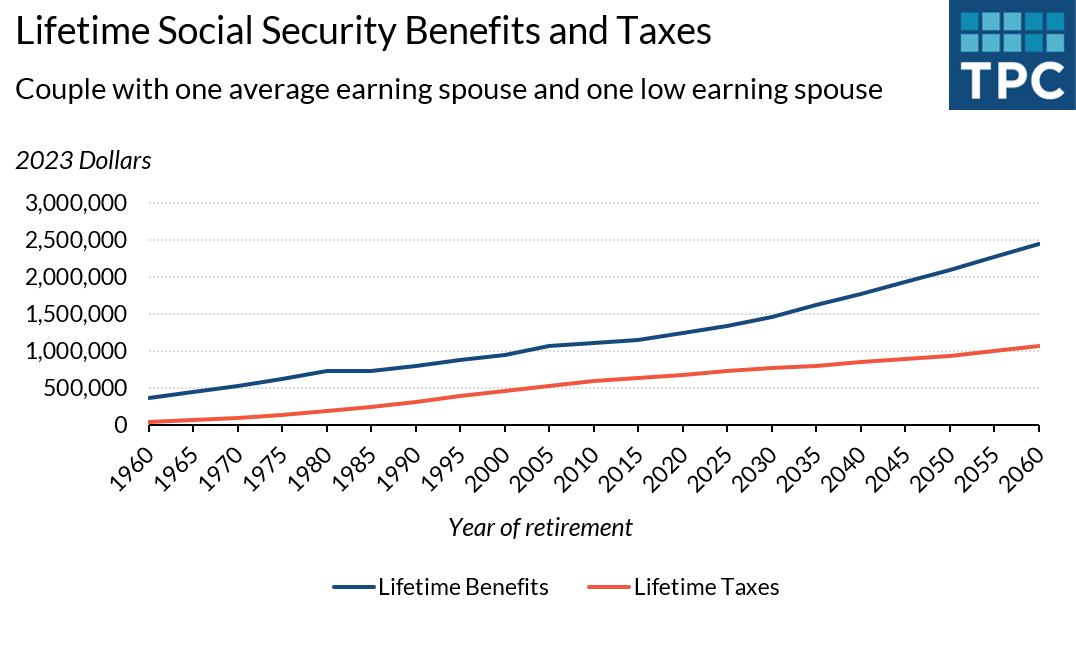 Lifetime Social Security Benefits and Taxes
TPC
Couple with one average earning spouse and one low earning spouse
2023 Dollars
3,000,000
2,500,000
2,000,000
1,500,000
1,000,000
500,000
0
1960 1965 1970 1975 1980 1985 1990 1995 2000 2005 2010 2015 2020 2025 2030 2035 2040 2045 2050 2055 2060
Year of retirement
Lifetime Benefits Lifetime Taxes